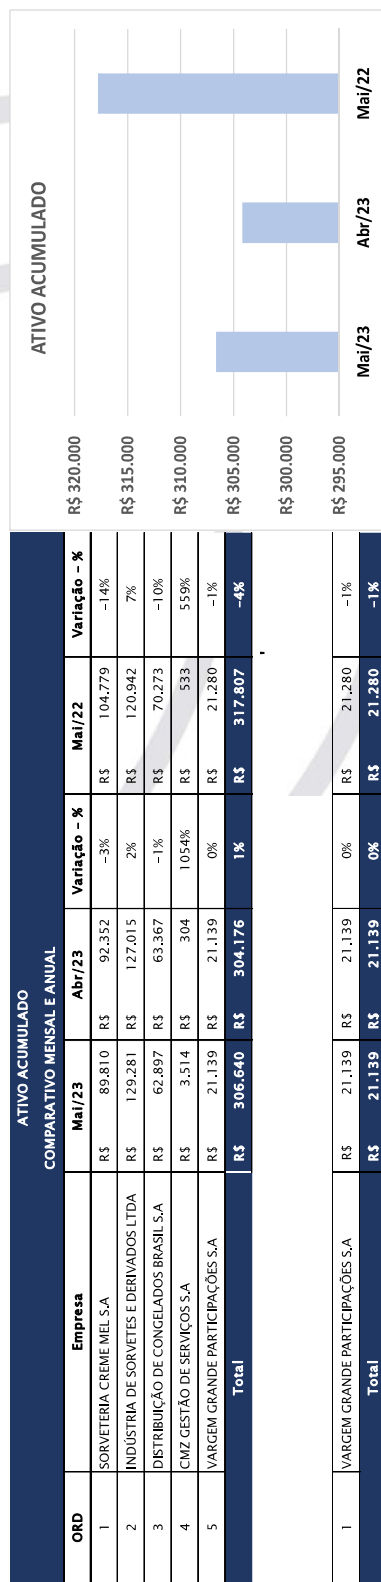 ATIVO ACUMULADO
COMPARATIVO MENSAL E ANUAL
ORD Empresa Mai/23 Abr/23 Variação - % Mai/22 Variação - %
1 SORVETERIA CREME MEL S.A R$ 89.810 R$ 92.352 -3% R$ 104.779 -14%
2 INDÚSTRIA DE SORVETES E DERIVADOS LTDA R$ 129.281 R$ 127.015 2% R$ 120.942 7%
3 DISTRIBUIÇÃO DE CONGELADOS BRASIL S.A R$ 62.897 R$ 63.367 -1% R$ 70.273 -10%
4 CMZ GESTÃO DE SERVIÇOS S.A R$ 3.514 R$ 304 1054% R$ 533 559%
5 VARGEM GRANDE PARTICIPAÇÕES S.A R$ 21.139 R$ 21.139 0% R$ 21.280 -1%
Total R$ 306.640 R$ 304.176 1% R$ 317.807 -4%
1 VARGEM GRANDE PARTICIPAÇÕES S.A R$ 21.139 R$ 21.139 0% R$ 21.280 -1%
Total R$ 21.139 R$ 21.139 0% R$ 21.280 -1%
ATIVO ACUMULADO
R$ 320.000
R$ 315.000
R$ 310.000
R$ 305.000
R$ 300.000
R$ 295.000
Mai/23 Abr/23 Mai/22